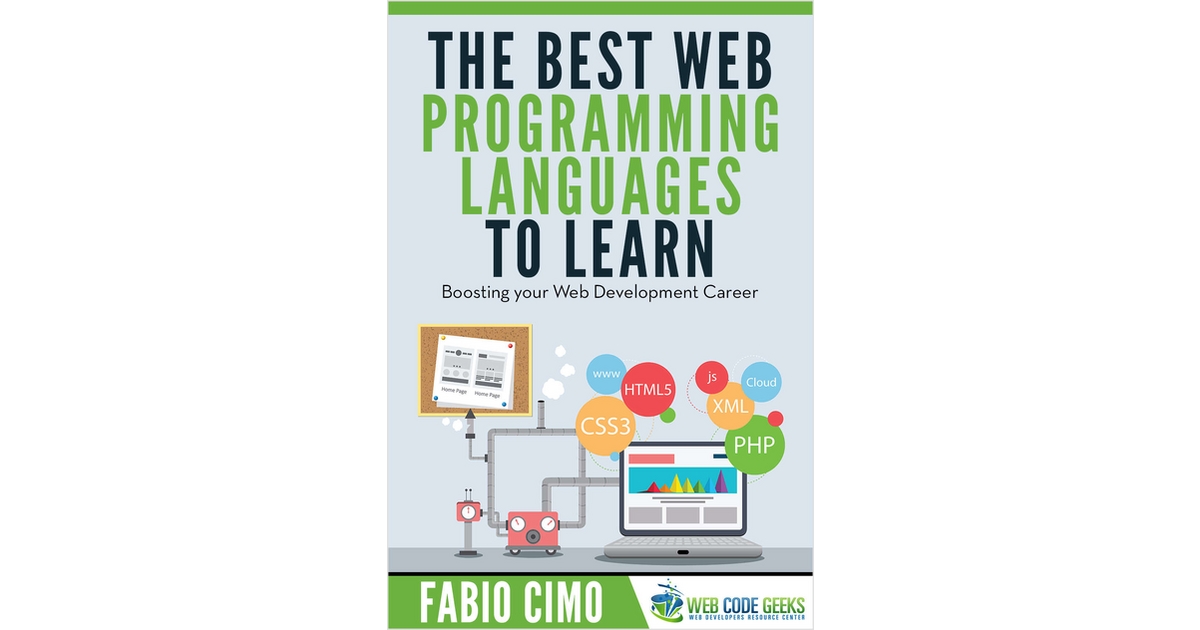 THE BEST WEB
PROGRAMMING
LANGUAGES
TO LEARN
Boosting your Web Development Career
Home Page
Home Page
www
HTML5
CSS3
js
Cloud
XML
PHP
FABIO CIMO
WEB CODE GEEKS
WEB DEVELOPERS RESOURCE CENTER